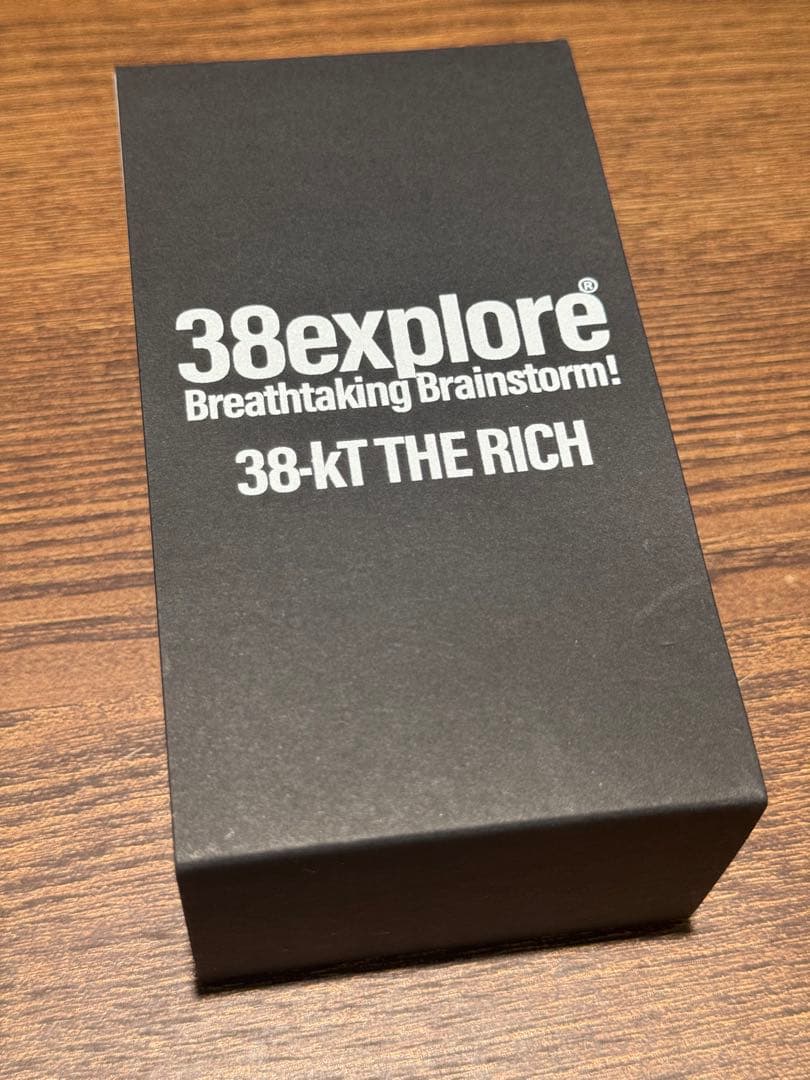 38explore®
Breathtaking Brainstorm!
38-kT THE RICH